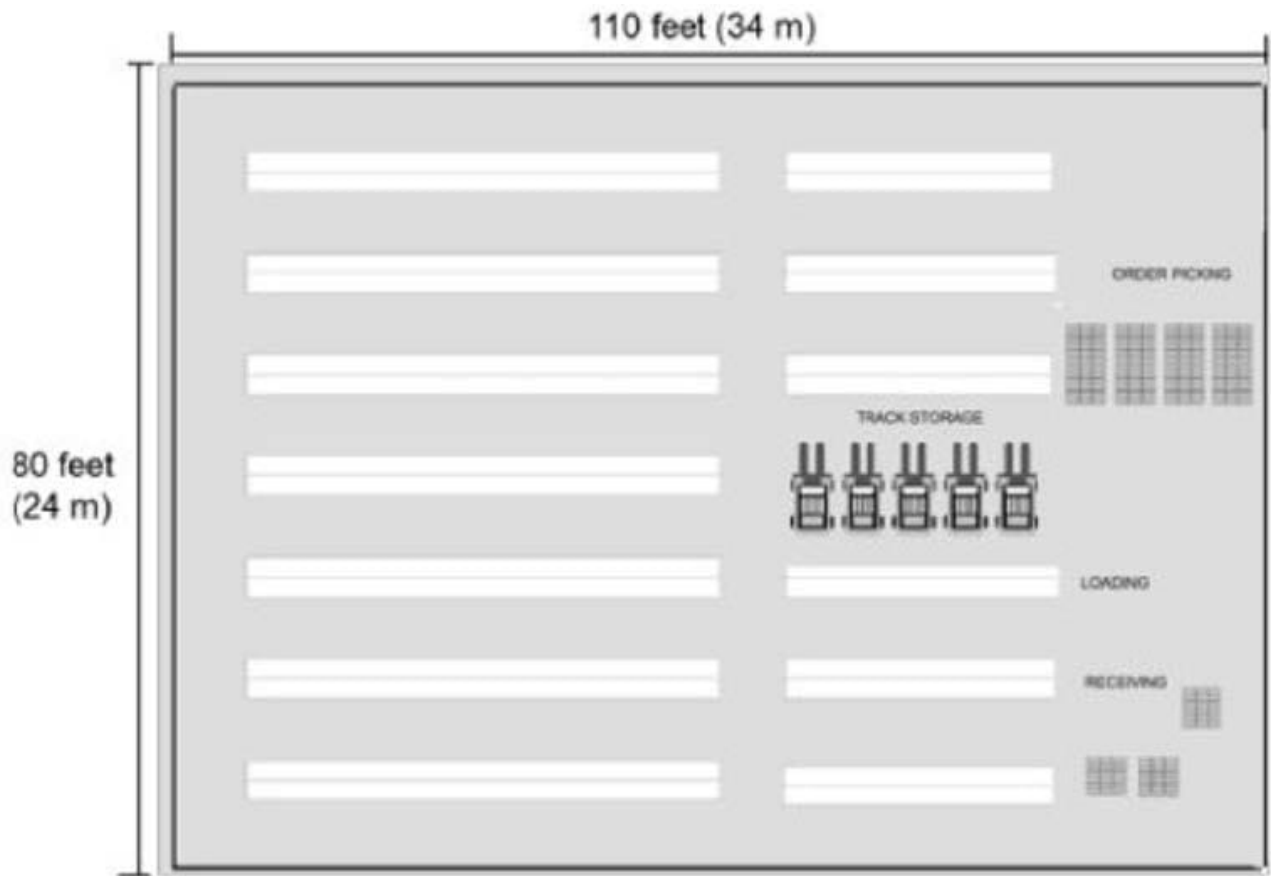 110 feet (34 m)
ORDER PICKING
TRACK STORAGE
80 feet
(24 m)
LOADING
RECEIVING